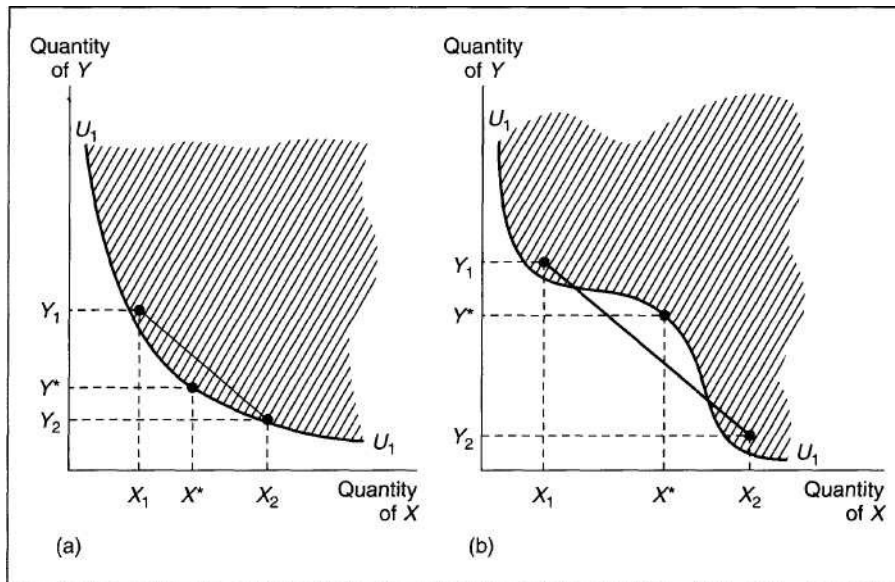 Quantity
of Y
U1
Y1
Y*
Y2
U1
X1 X* X2 Quantity
of X
(a)
Quantity
of Y
U1
Y1
Y*
Y2
U1
X1 X* X2 Quantity
of X
(b)